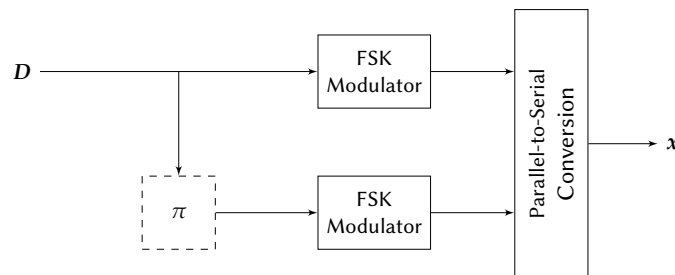 D
FSK
Modulator
π
FSK
Modulator
Parallel-to-Serial
Conversion
x